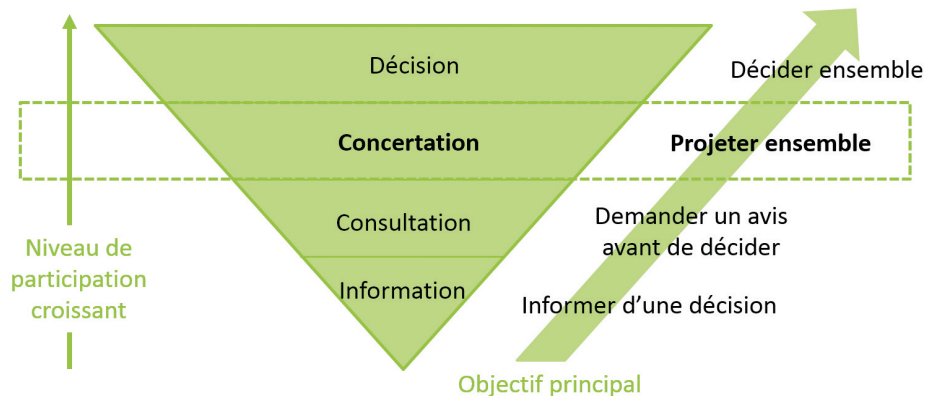 Décision
Décider ensemble
Concertation
Projeter ensemble
Consultation
Demander un avis
avant de décider
Niveau de
participation
croissant
Information
Informer d’une décision
Objectif principal